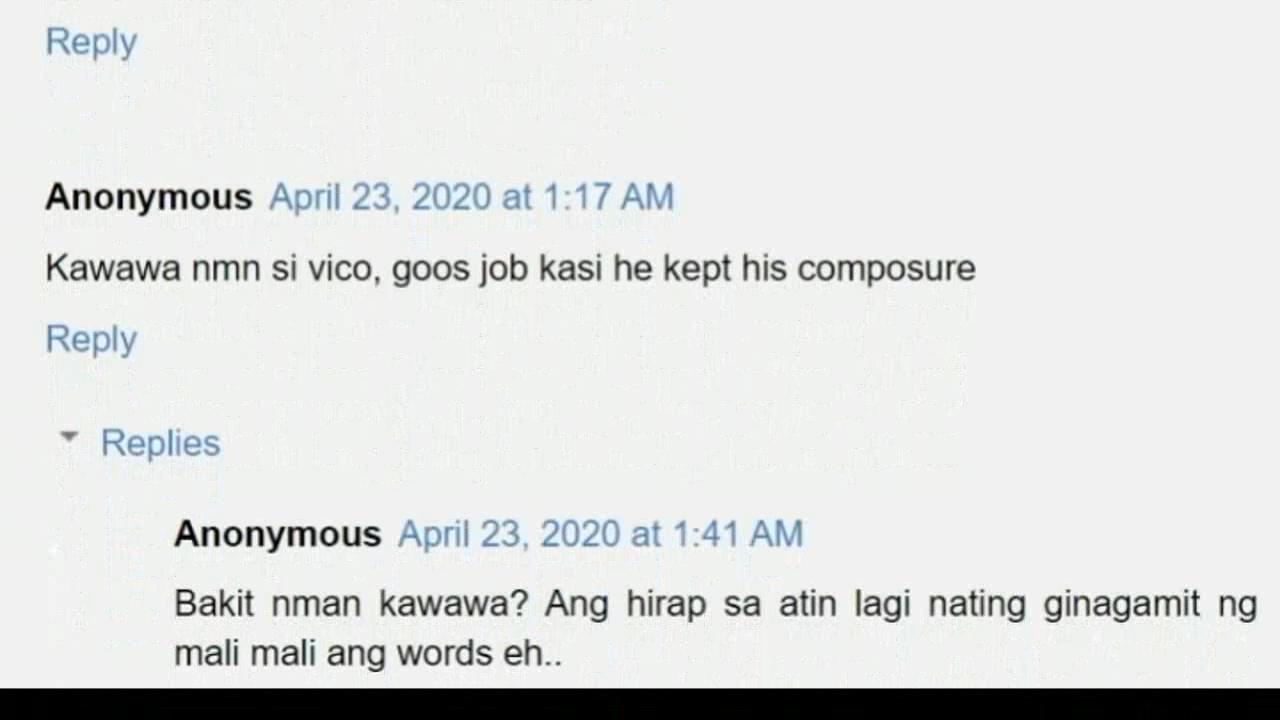 Reply
Anonymous April 23, 2020 at 1:17 AM
Kawawa nmn si vico, goos job kasi he kept his composure
Reply
Replies
Anonymous April 23, 2020 at 1:41 AM
Bakit nman kawawa? Ang hirap sa atin lagi nating ginagamit ng
mali mali ang words eh..